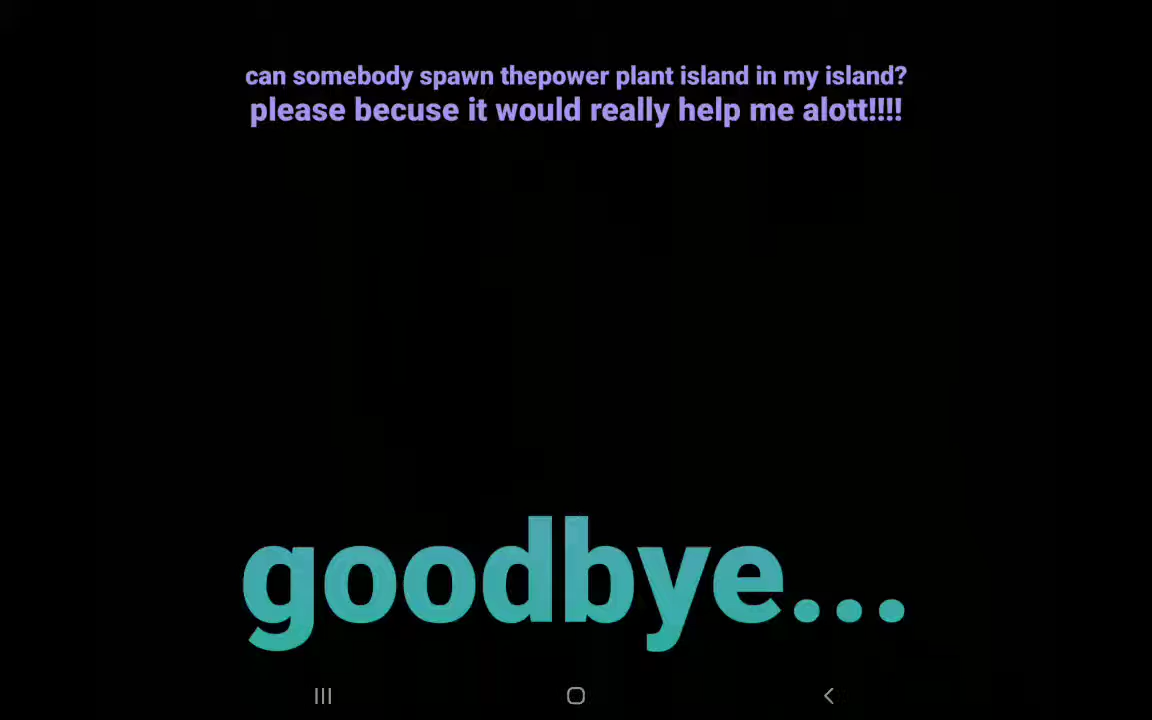 can somebody spawn thepower plant island in my island?
please becuse it would really help me alott!!!!
goodbye...